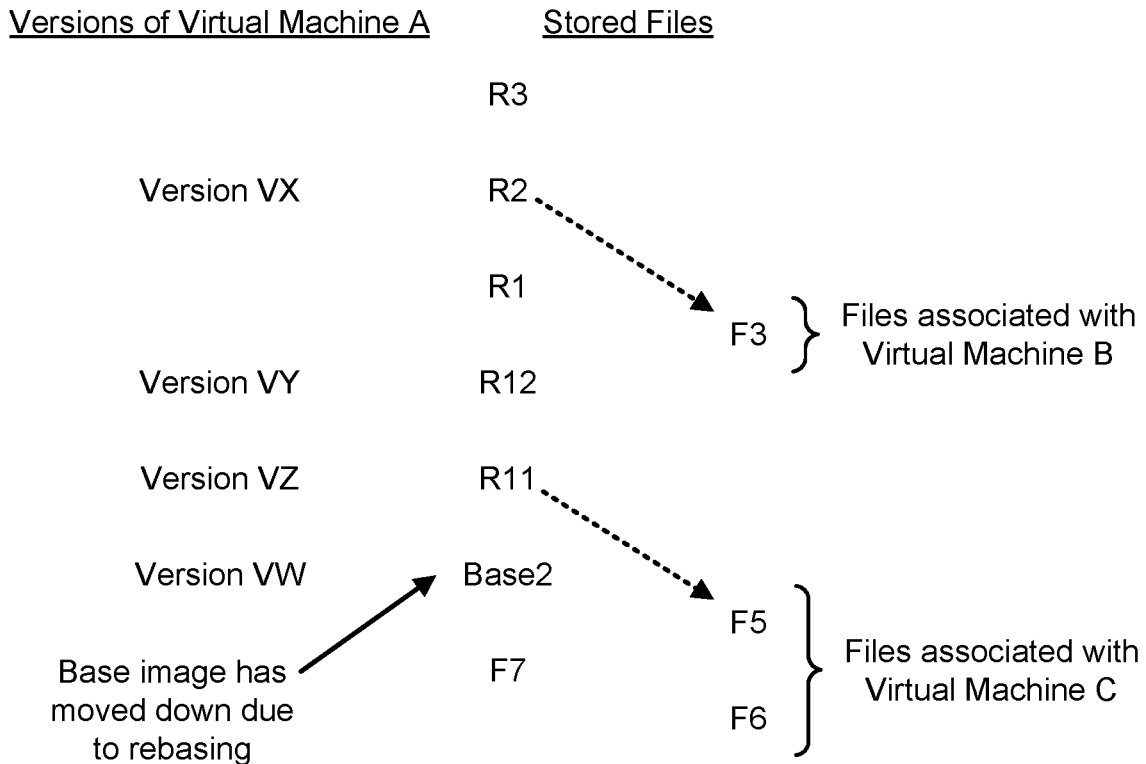 Versions of Virtual Machine A
Stored Files
R3
Version VX
R2
R1
F3
Files associated with
Virtual Machine B
Version VY
R12
Version VZ
R11
Version VW
Base2
F5
F6
Files associated with
Virtual Machine C
Base image has
moved down due
to rebasing
F7